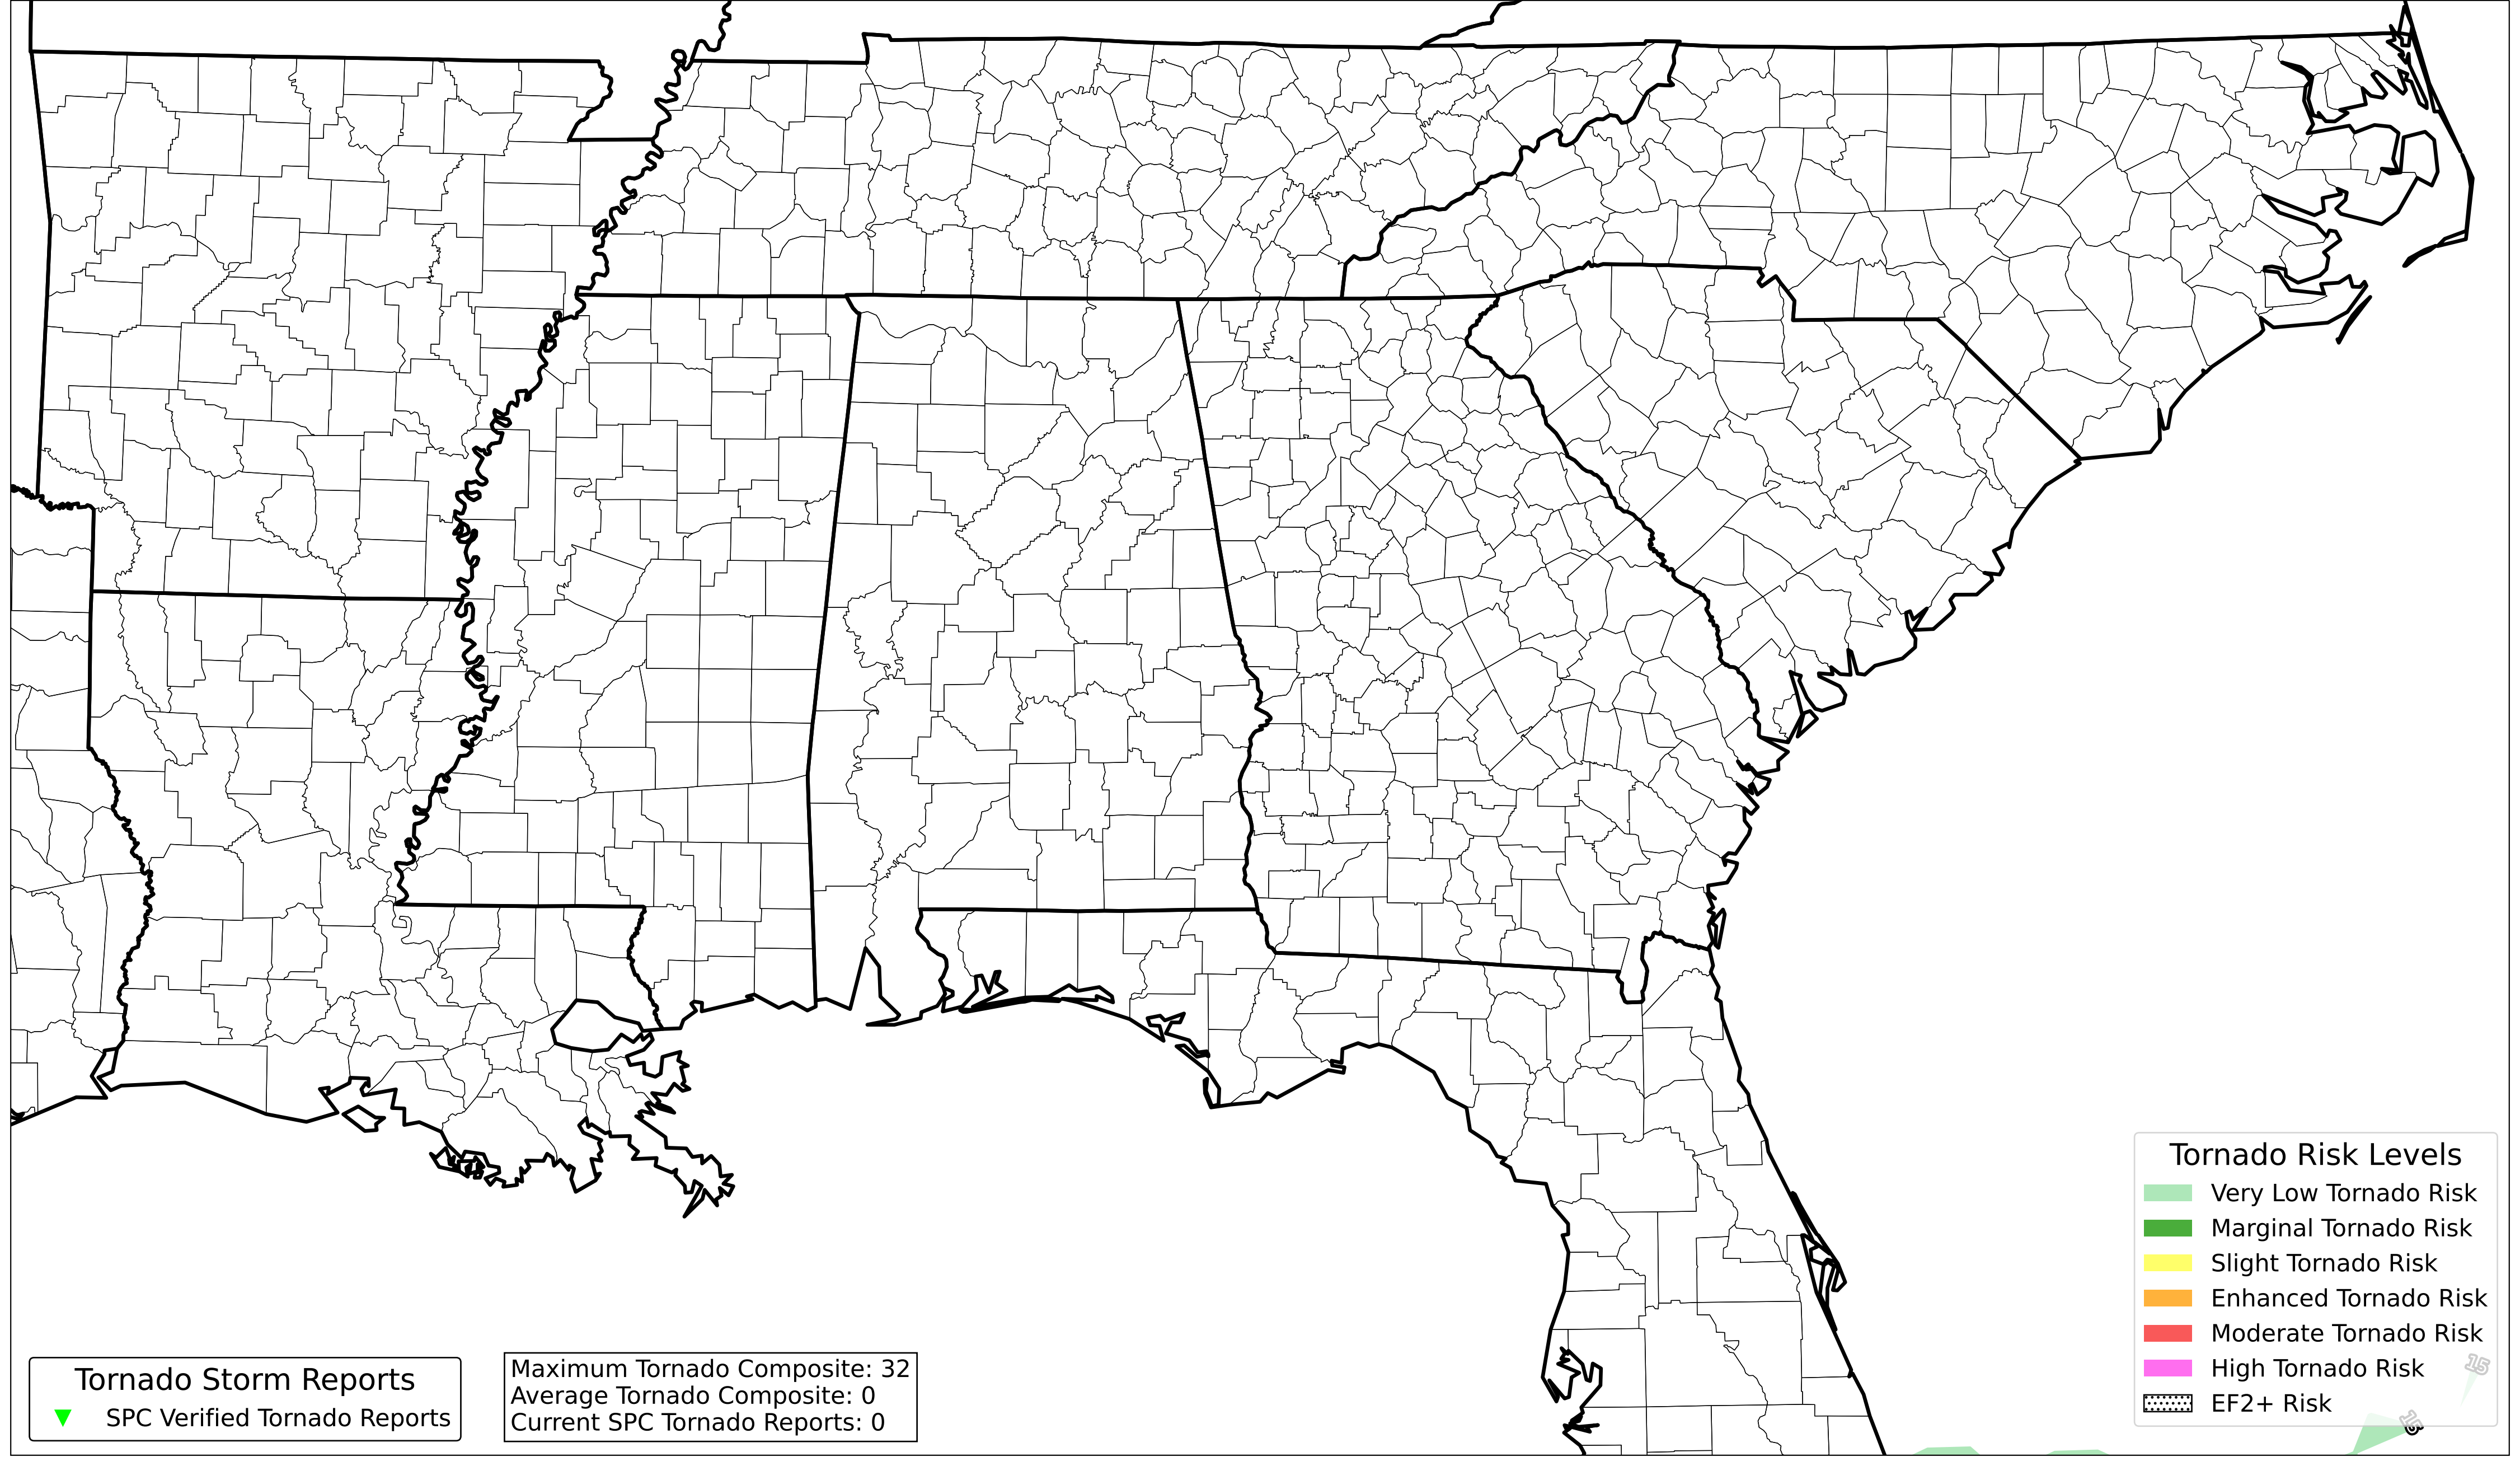 Tornado Risk Levels
Very Low Tornado Risk
Marginal Tornado Risk
Slight Tornado Risk
Enhanced Tornado Risk
Moderate Tornado Risk
High Tornado Risk
EF2+ Risk
15
15
Tornado Storm Reports
SPC Verified Tornado Reports
Maximum Tornado Composite: 32
Average Tornado Composite: 0
Current SPC Tornado Reports: 0